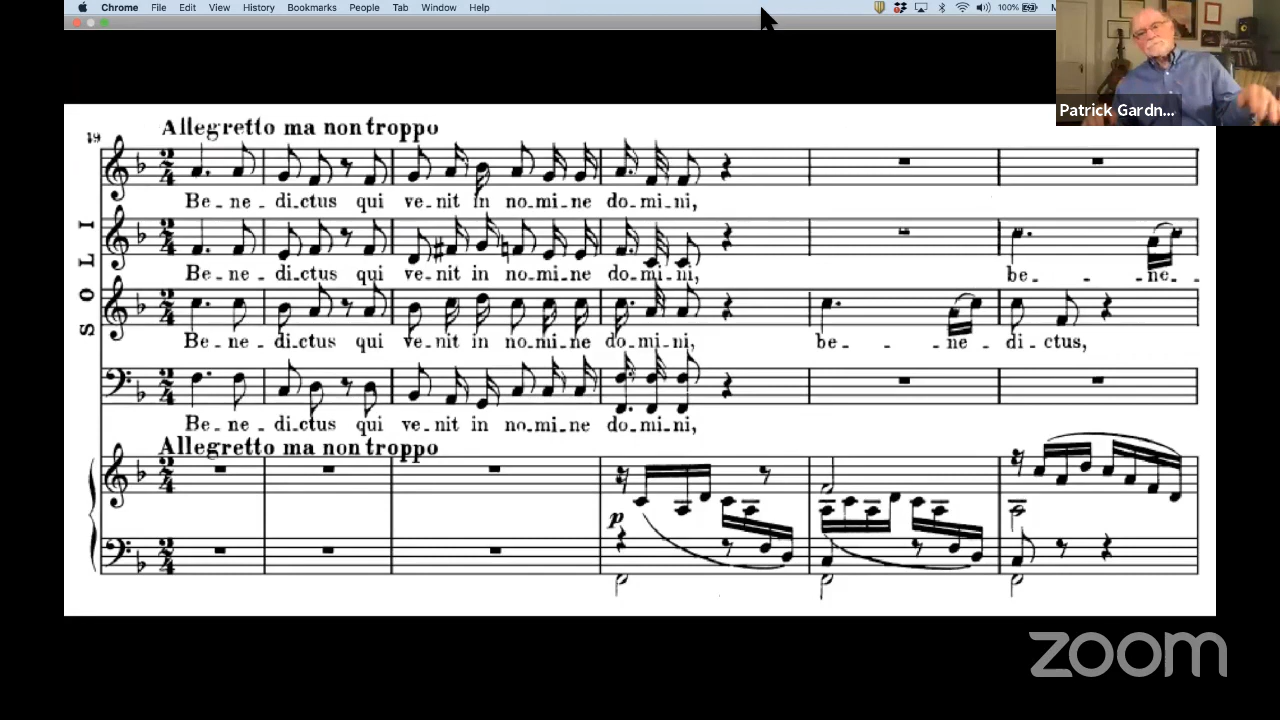 Chrome File Edit View History Bookmarks People Tab Window Help 100%
Patrick Gardn...
19
Allegretto ma non troppo
Be_ne_di_ctus qui ve_nit in no_mi_ne do_mi_ni,
SOLI
Be_ne_di_ctus qui ve_nit in no_mi_ne do_mi_ni, be_ _ne_
Be_ne_di_ctus qui ve_nit in no_mi_ne do_mi_ni, be_ _ne_di_ctus,
Be_ne_di_ctus qui ve_nit in no_mi_ne do_mi_ni,
Allegretto ma non troppo
p
zoom